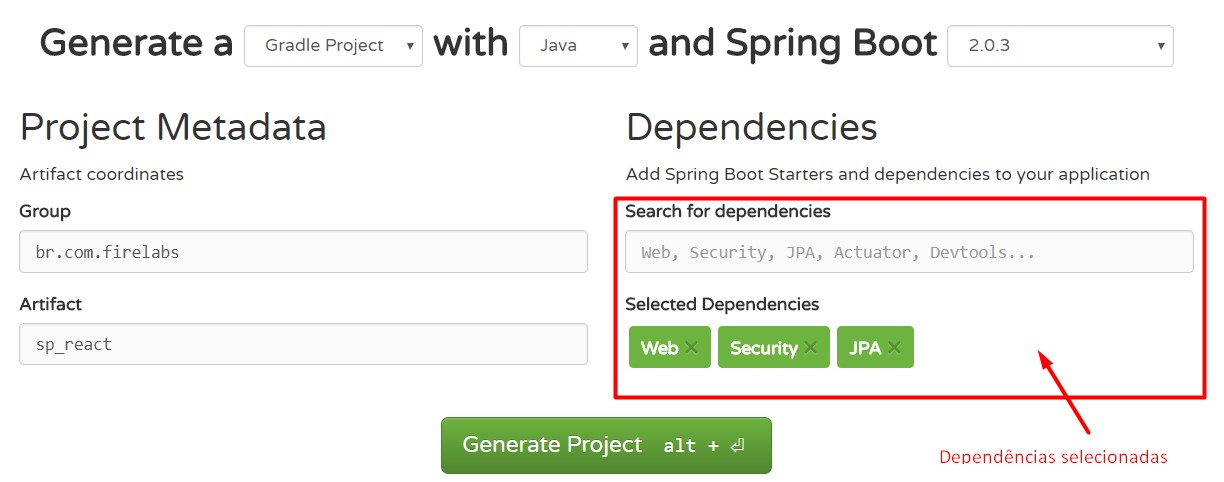 Generate a Gradle Project with Java and Spring Boot 2.0.3
Project Metadata
Artifact coordinates
Group
br.com.firelabs
Artifact
sp_react
Dependencies
Add Spring Boot Starters and dependencies to your application
Search for dependencies
Web, Security, JPA, Actuator, Devtools...
Selected Dependencies
Web × Security × JPA ×
Generate Project alt + ⏎
Dependências selecionadas